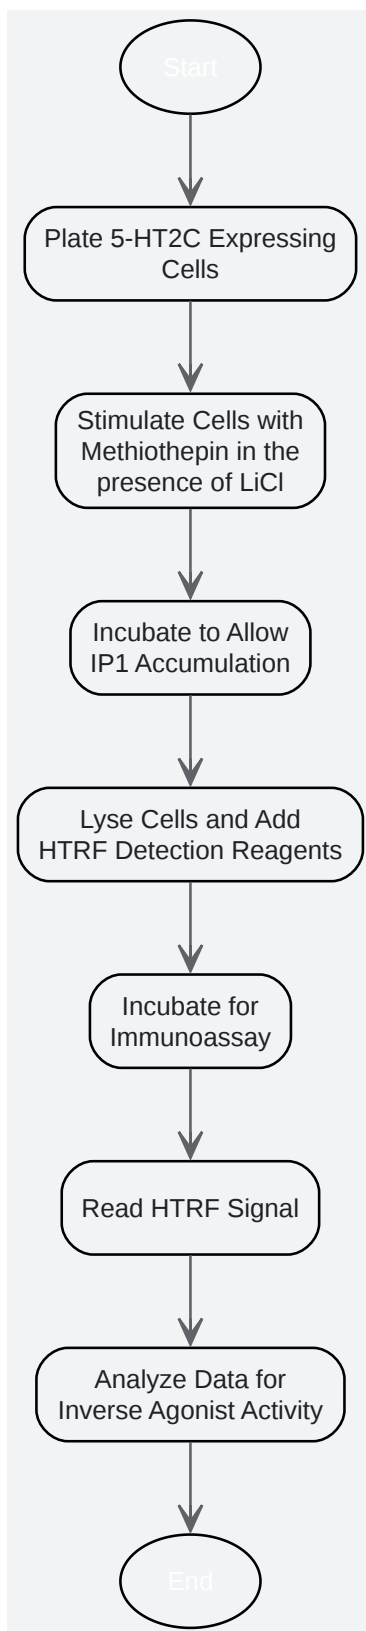 Start
Plate 5-HT2C Expressing
Cells
Stimulate Cells with
Methiothepin in the
presence of LiCl
Incubate to Allow
IP1 Accumulation
Lyse Cells and Add
HTRF Detection Reagents
Incubate for
Immunoassay
Read HTRF Signal
Analyze Data for
Inverse Agonist Activity
End